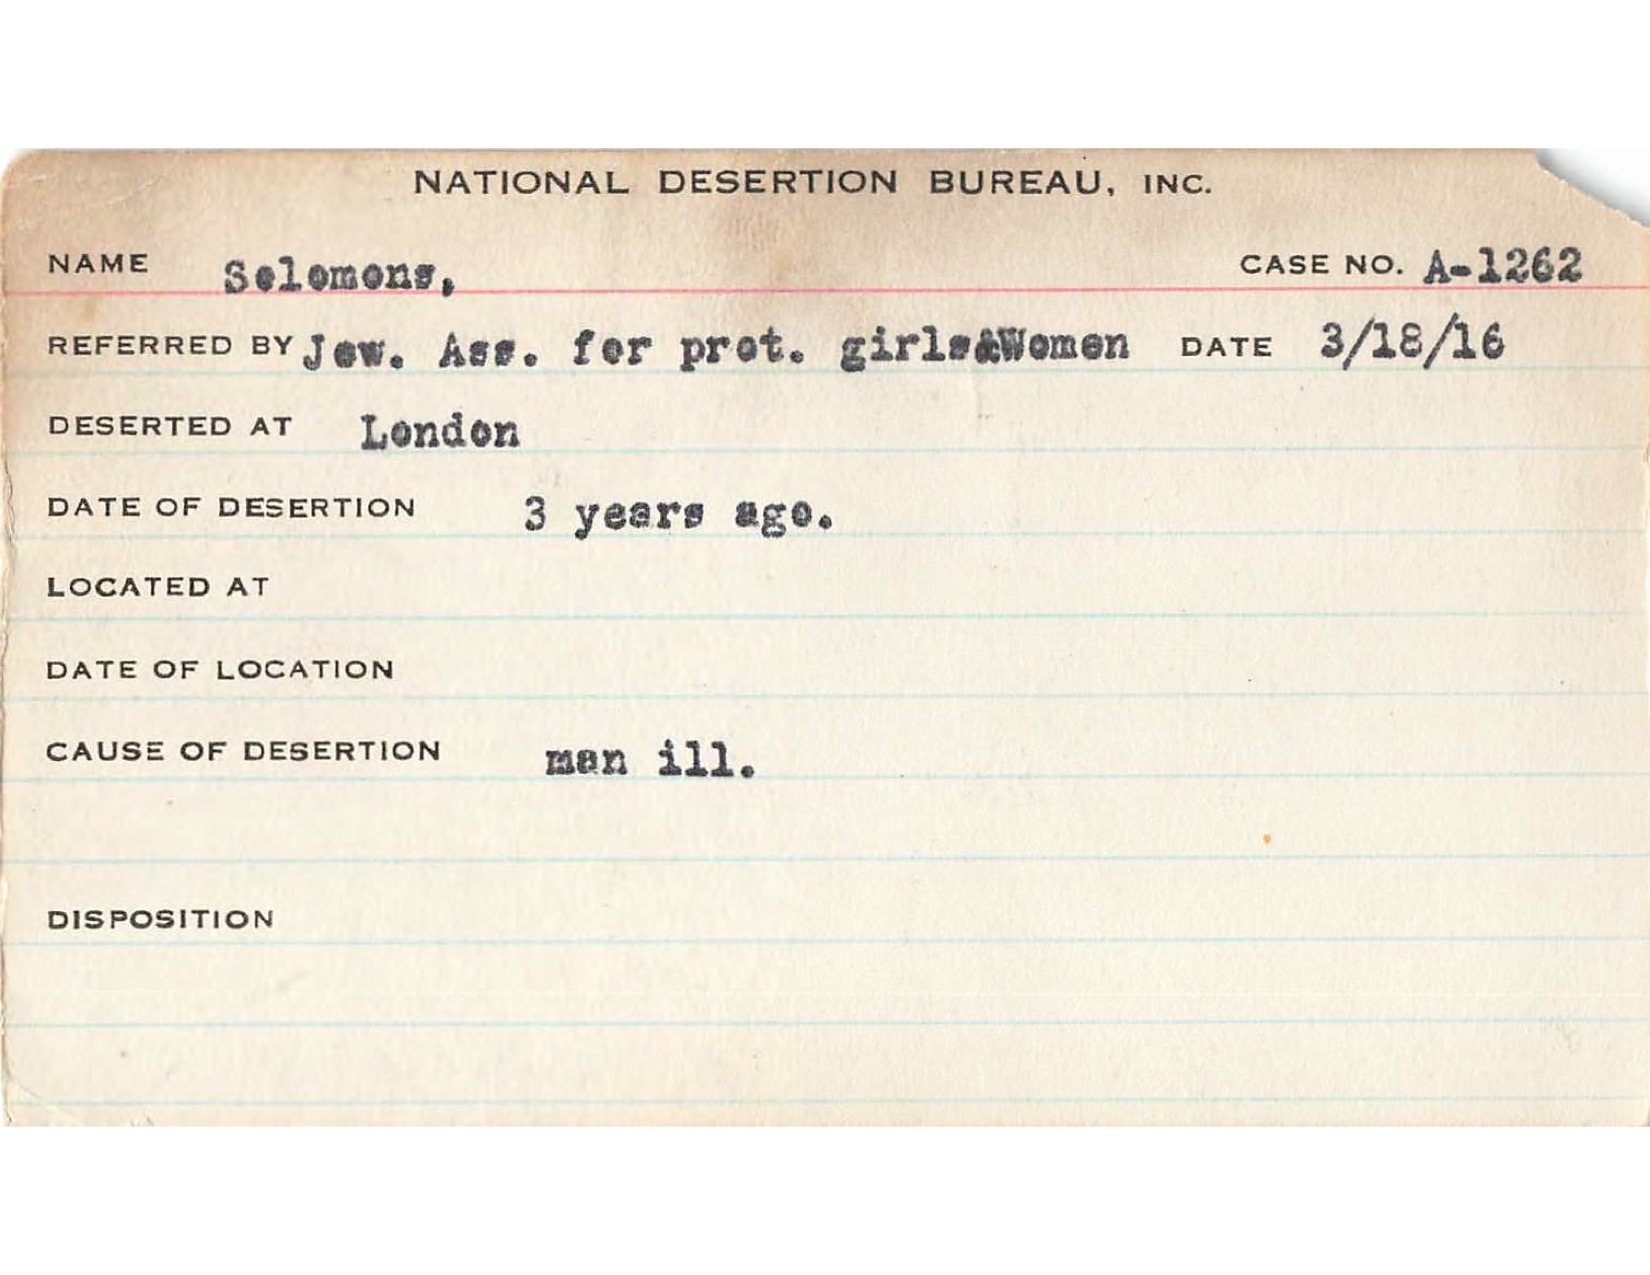 NATIONAL DESERTION BUREAU, INC.
NAME Solomons, CASE NO. A-1262
REFERRED BY Jew. Ass. for prot. girls&Women DATE 3/18/16
DESERTED AT London
DATE OF DESERTION 3 years ago.
LOCATED AT
DATE OF LOCATION
CAUSE OF DESERTION man ill.
DISPOSITION